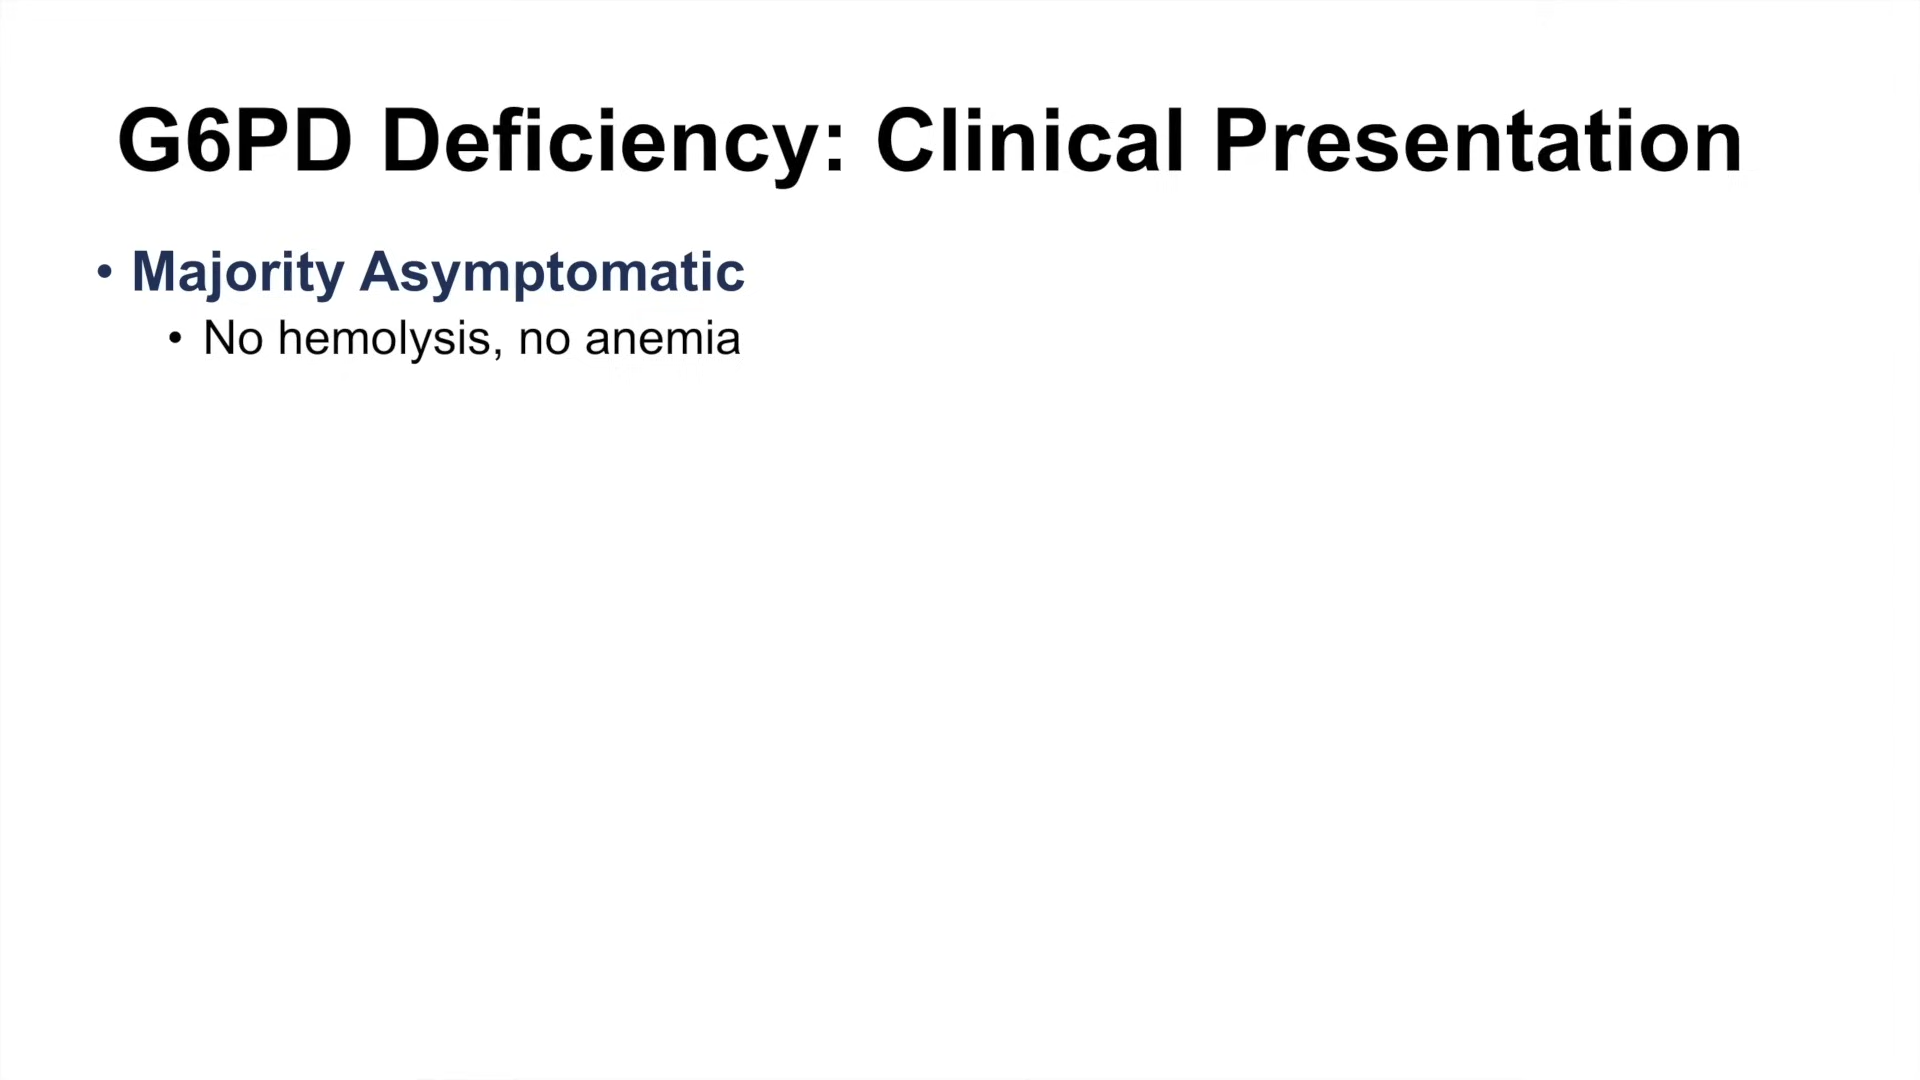 G6PD Deficiency: Clinical Presentation
• Majority Asymptomatic
• No hemolysis, no anemia